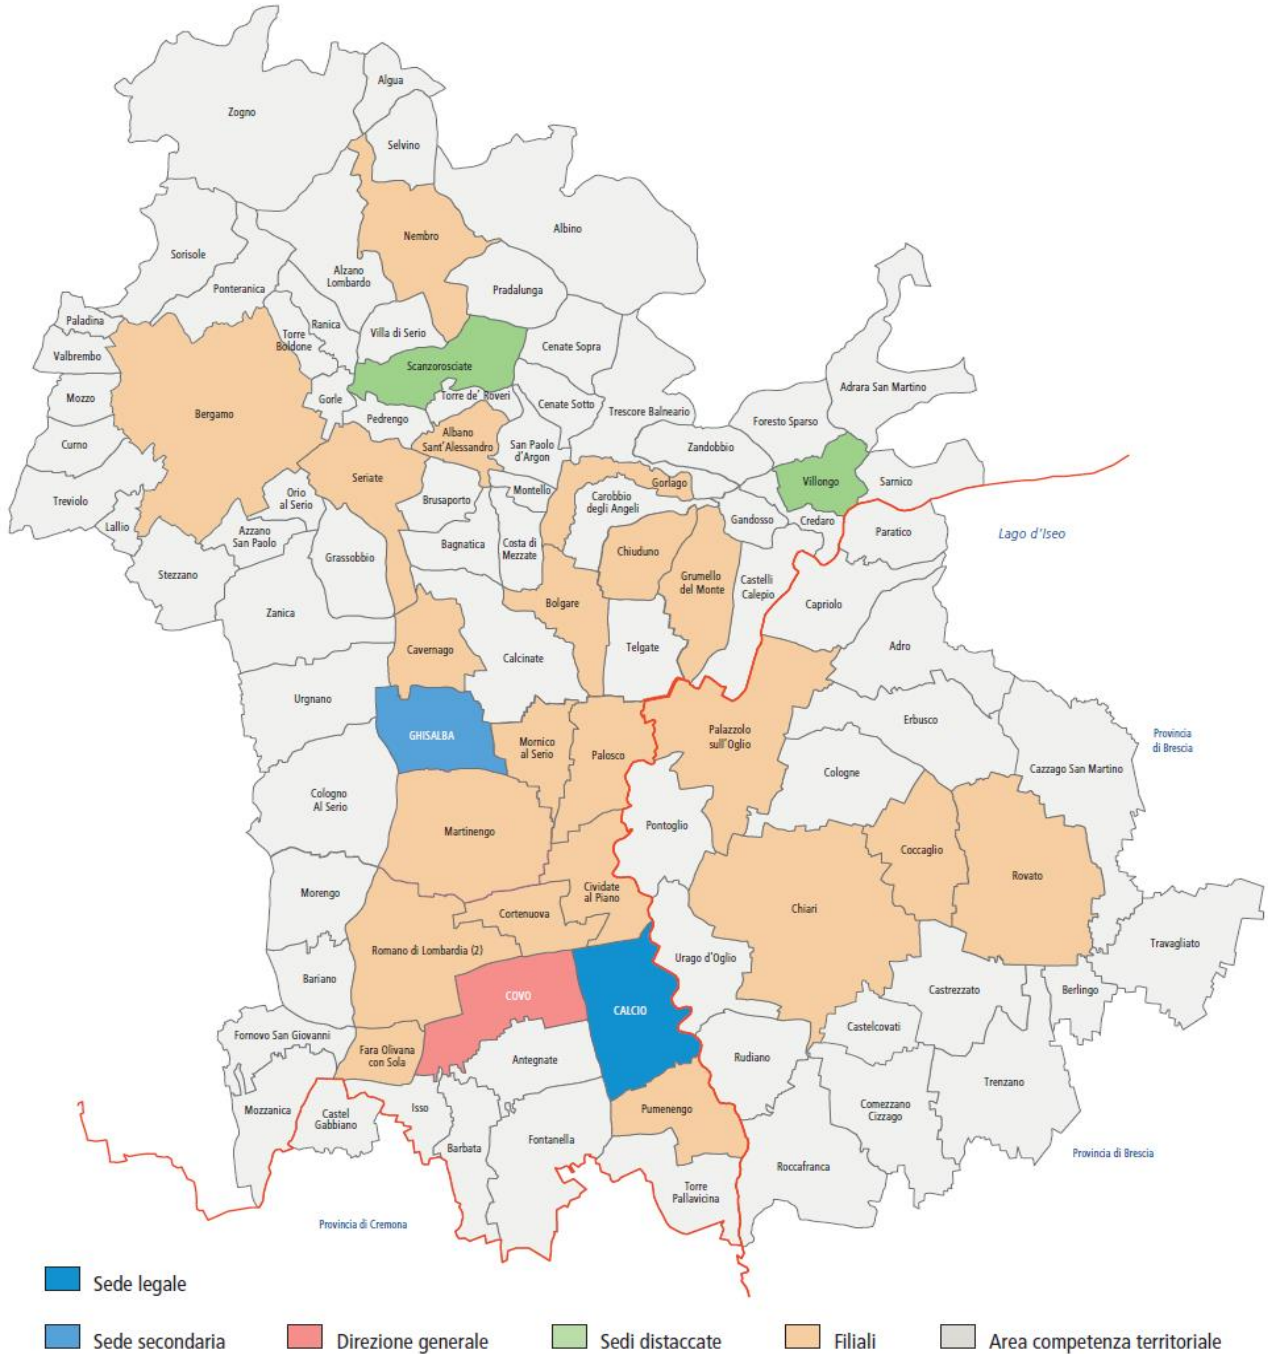 Algua
Zogno
Selvino
Albino
Nembro
Sorisole
Alzano
Lombardo
Ponteranica
Pradalunga
Paladina
Ranica
Villa di Serio
Torre
Boldone
Cenate Sopra
Valbrembo
Scanzorosciate
Adrara San Martino
Mozzo
Gorle
Torre de' Roveri
Cenate Sotto
Trescore Balneario
Bergamo
Pedrengo
Foresto Sparso
Albano
Sant'Alessandro
Curno
San Paolo
d'Argon
Zandobbio
Seriate
Gorlago
Villongo
Sarnico
Orio
al Serio
Brusaporto
Montello
Carobbio
degli Angeli
Treviolo
Lallio
Gandosso
Credaro
Azzano
San Paolo
Paratico
Lago d'Iseo
Bagnatica
Costa di
Mezzate
Chiuduno
Grassobbio
Stezzano
Grumello
del Monte
Castelli
Calepio
Bolgare
Capriolo
Zanica
Cavernago
Calcinate
Telgate
Adro
Urgnano
Erbusco
GHISALBA
Mornico
al Serio
Palosco
Palazzolo
sull'Oglio
Provincia
di Brescia
Cologne
Cazzago San Martino
Cologno
Al Serio
Martinengo
Pontoglio
Coccaglio
Rovato
Morengo
Cividate
al Piano
Chiari
Cortenuova
Travagliato
Romano di Lombardia (2)
Urago d'Oglio
Bariano
COVO
Castrezzato
Berlingo
CALCIO
Fornovo San Giovanni
Castelcovati
Fara Olivana
con Sola
Antegnate
Rudiano
Trenzano
Mozzanica
Castel
Gabbiano
Isso
Pumenengo
Comezzano
Cizzago
Barbata
Fontanella
Roccafranca
Provincia di Brescia
Torre
Pallavicina
Provincia di Cremona
Sede legale
Sede secondaria
Direzione generale
Sedi distaccate
Filiali
Area competenza territoriale